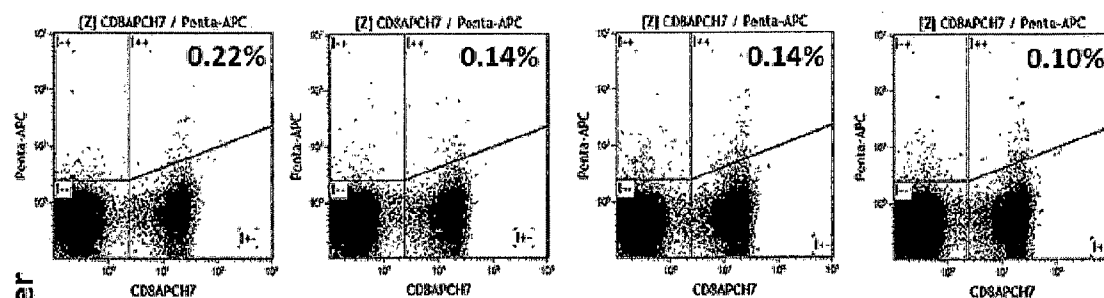 [Z] CD8APCH7 / Penta-APC [Z] CD8APCH7 / Penta-APC [Z] CD8APCH7 / Penta-APC [Z] CD8APCH7 / Penta-APC
I-+ I++ 0.22% I-+ I++ 0.14% I-+ I++ 0.14% I-+ I++ 0.10%
Penta-APC Penta-APC Penta-APC Penta-APC
I-- I-- I-- I--
I+- I+- I+- I+-
CD8APCH7 CD8APCH7 CD8APCH7 CD8APCH7
er